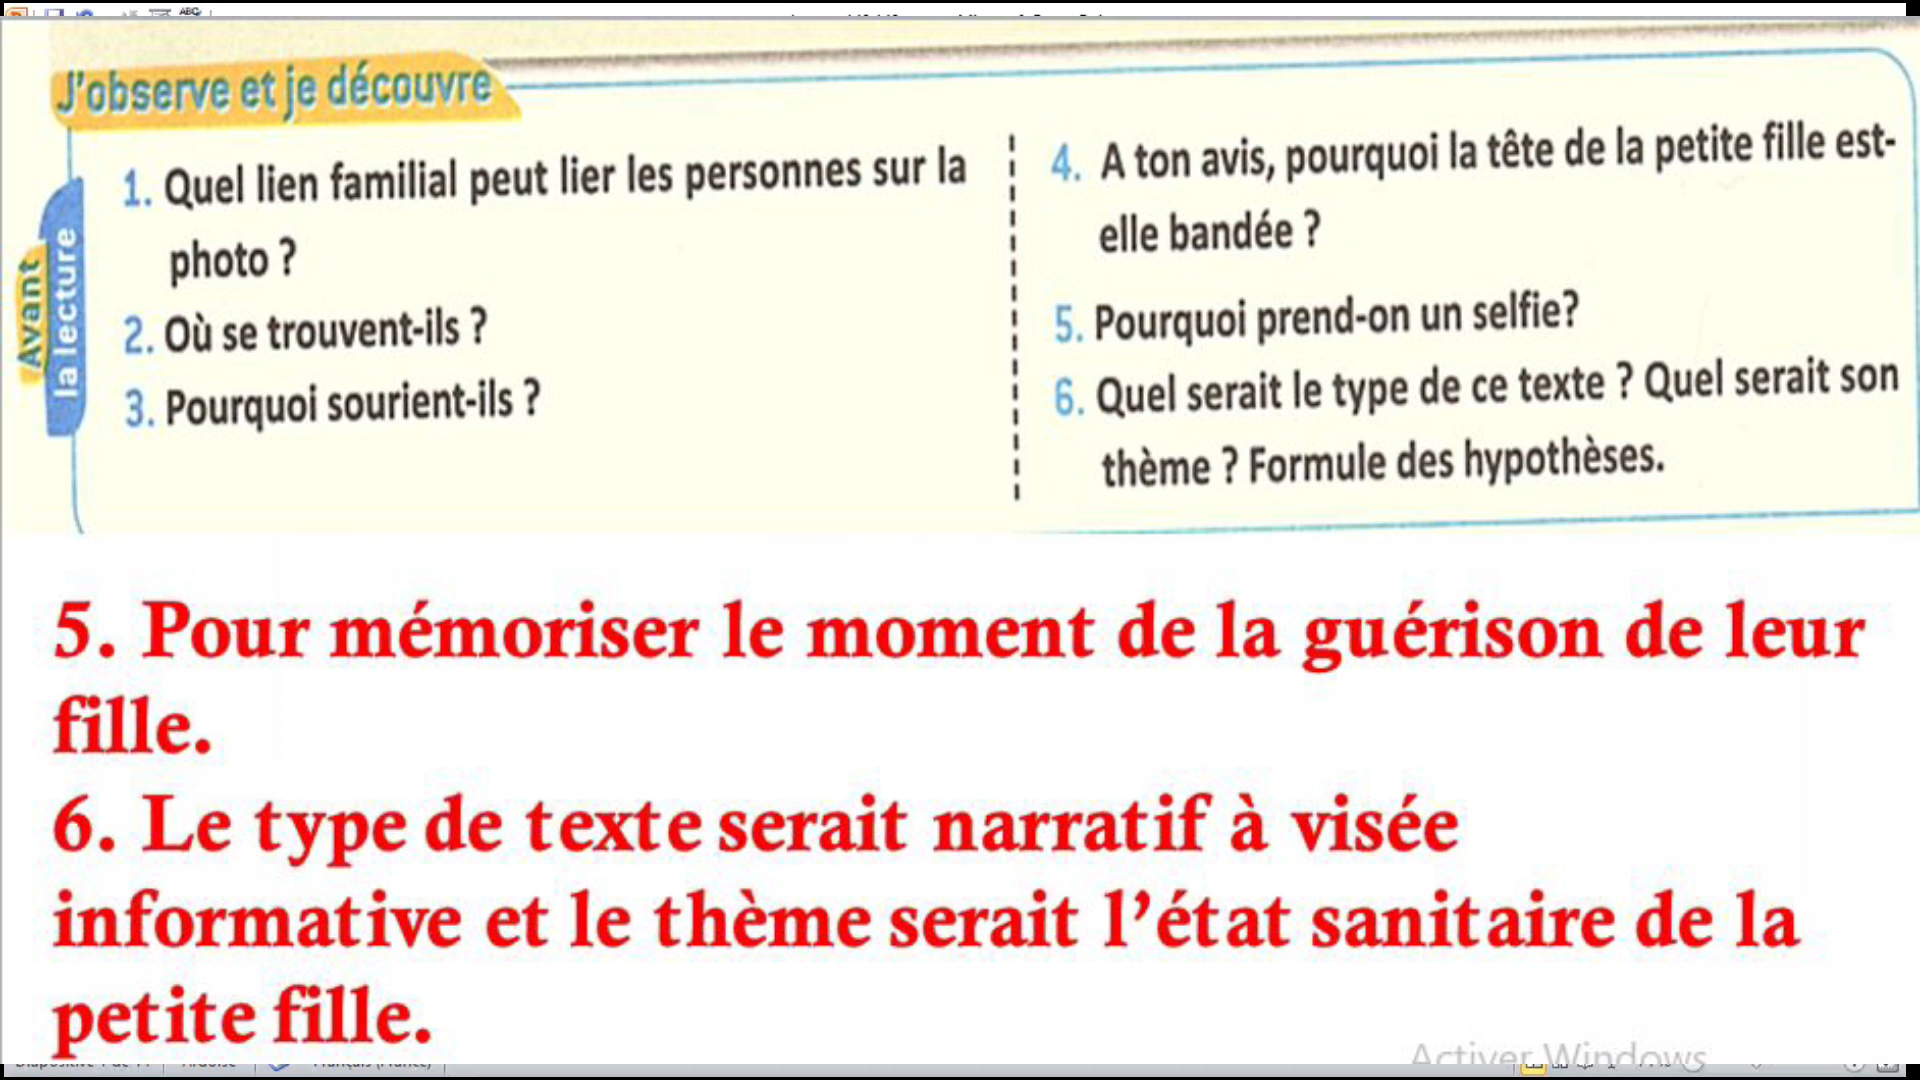 ABC
J'observe et je découvre
Avant
la lecture
1. Quel lien familial peut lier les personnes sur la
photo ?
2. Où se trouvent-ils ?
3. Pourquoi sourient-ils ?
4. A ton avis, pourquoi la tête de la petite fille est-
elle bandée ?
5. Pourquoi prend-on un selfie?
6. Quel serait le type de ce texte ? Quel serait son
thème ? Formule des hypothèses.
5. Pour mémoriser le moment de la guérison de leur
fille.
6. Le type de texte serait narratif à visée
informative et le thème serait l’état sanitaire de la
petite fille.
Activer Windows